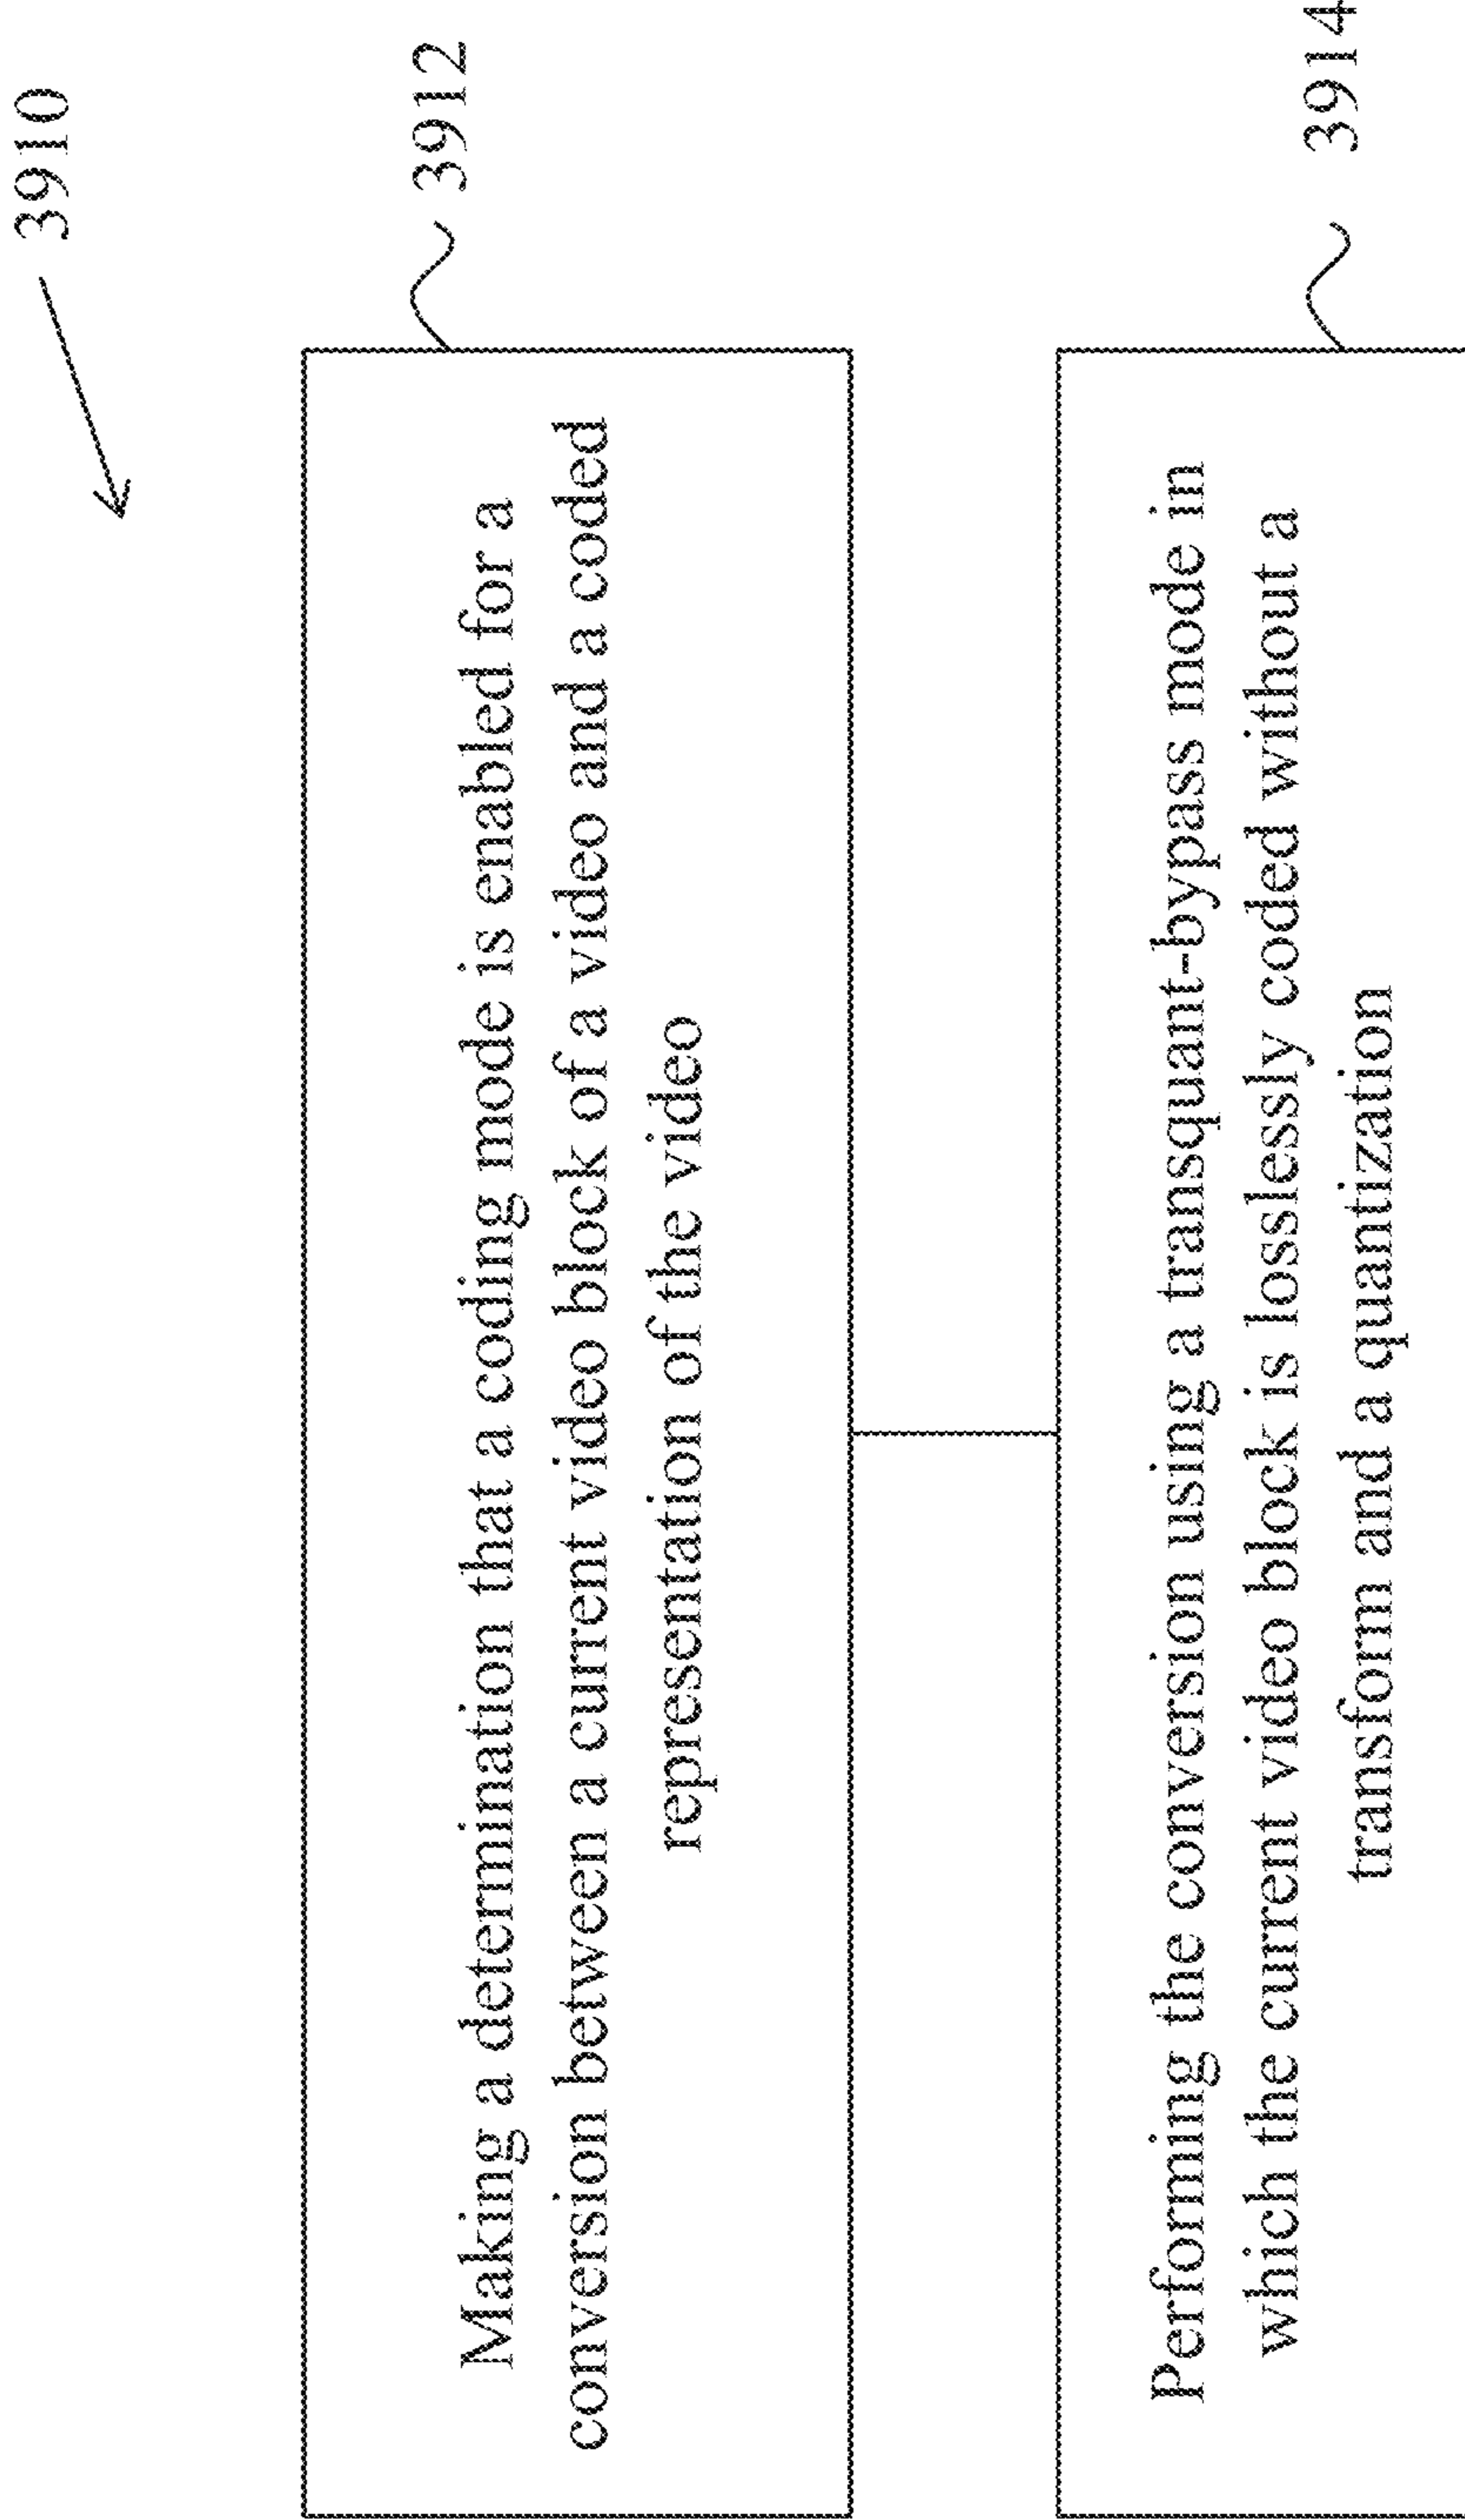 3910
3912
Making a determination that a coding mode is enabled for a
conversion between a current video block of a video and a coded
representation of the video
3914
Performing the conversion using a transquant-bypass mode in
which the current video block is losslessly coded without a
transform and a quantization